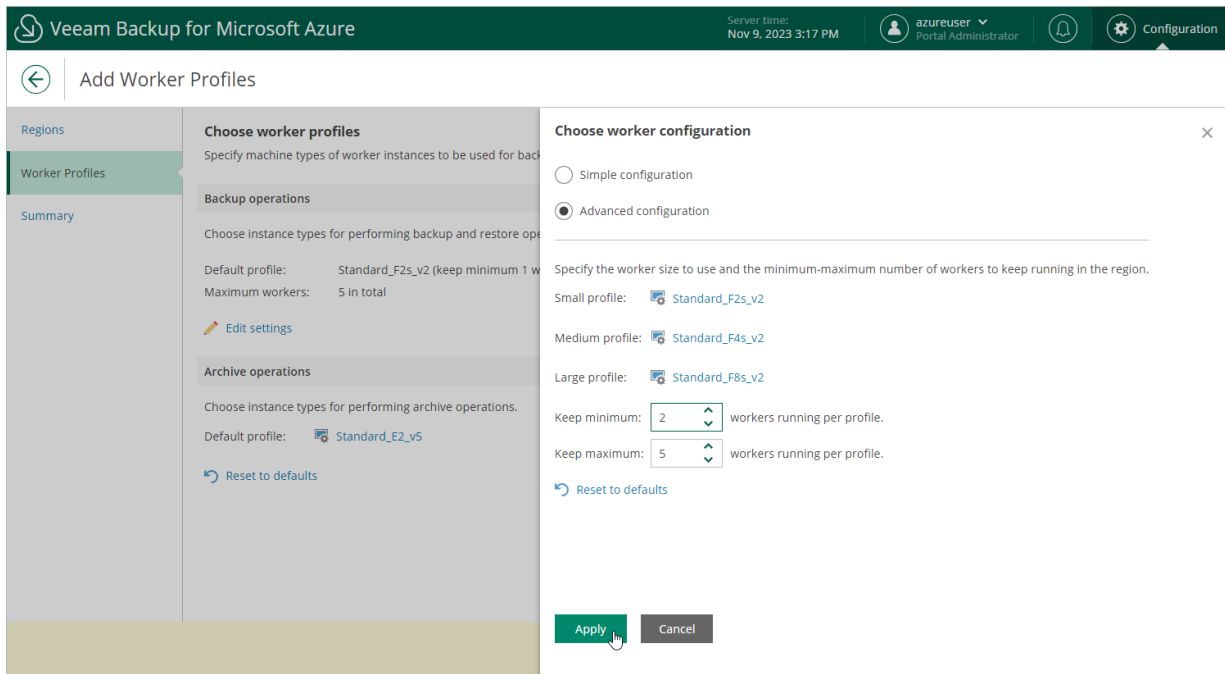 Veeam Backup for Microsoft Azure
Server time:
Nov 9, 2023 3:17 PM
azureuser
Portal Administrator
Configuration
Add Worker Profiles
Regions
Worker Profiles
Summary
Choose worker profiles
Specify machine types of worker instances to be used for back
Backup operations
Choose instance types for performing backup and restore ope
Default profile: Standard_F2s_v2 (keep minimum 1 w
Maximum workers: 5 in total
Edit settings
Archive operations
Choose instance types for performing archive operations.
Default profile: Standard_E2_v5
Reset to defaults
Choose worker configuration
Simple configuration
Advanced configuration
Specify the worker size to use and the minimum-maximum number of workers to keep running in the region.
Small profile: Standard_F2s_v2
Medium profile: Standard_F4s_v2
Large profile: Standard_F8s_v2
Keep minimum: 2 workers running per profile.
Keep maximum: 5 workers running per profile.
Reset to defaults
Apply Cancel